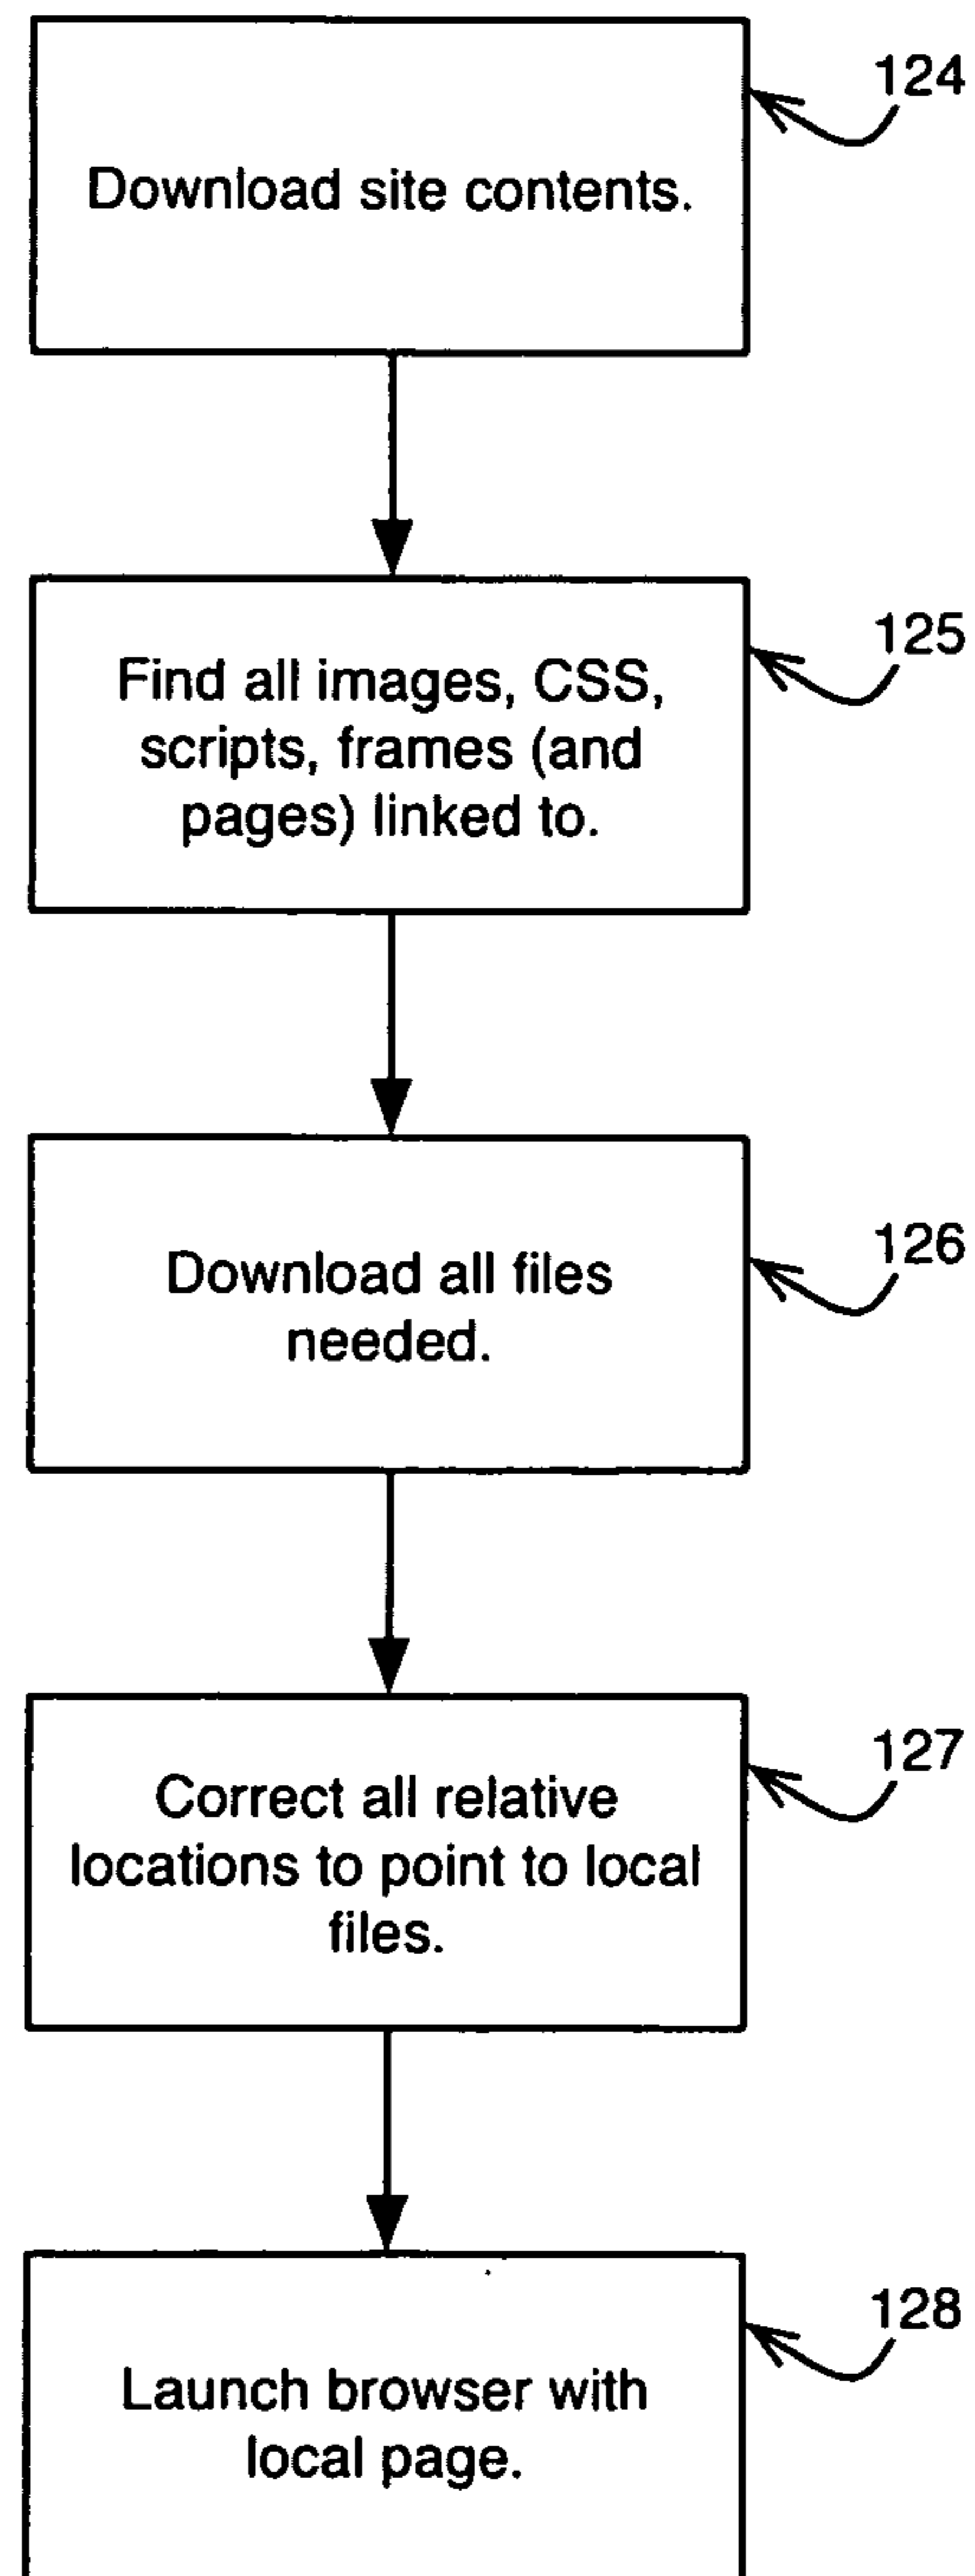 124
Download site contents.
125
Find all images, CSS,
scripts, frames (and
pages) linked to.
126
Download all files
needed.
127
Correct all relative
locations to point to local
files.
128
Launch browser with
local page.